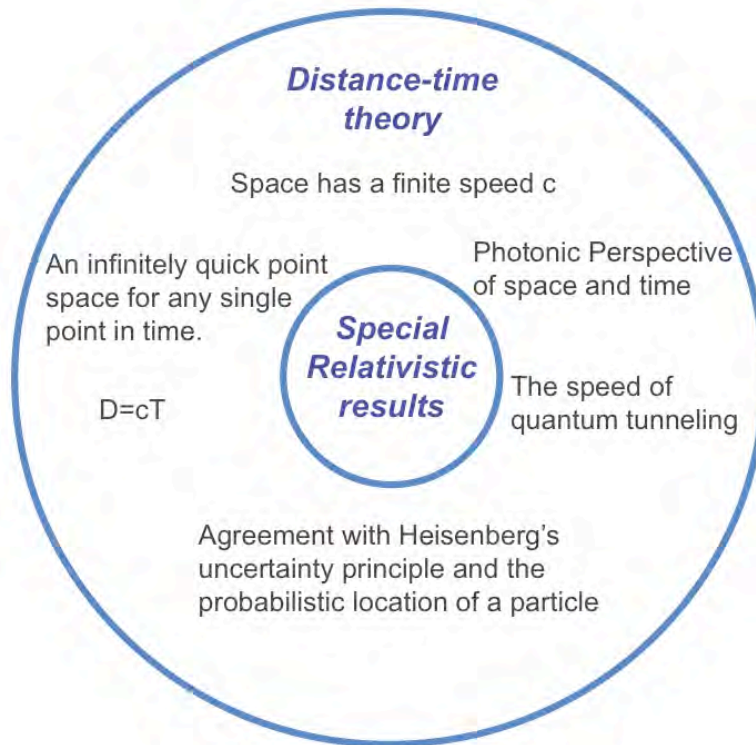 Distance-time
theory
Space has a finite speed c
An infinitely quick point
space for any single
point in time.
Photonic Perspective
of space and time
Special
Relativistic
results
D=cT
The speed of
quantum tunneling
Agreement with Heisenberg's
uncertainty principle and the
probabilistic location of a particle